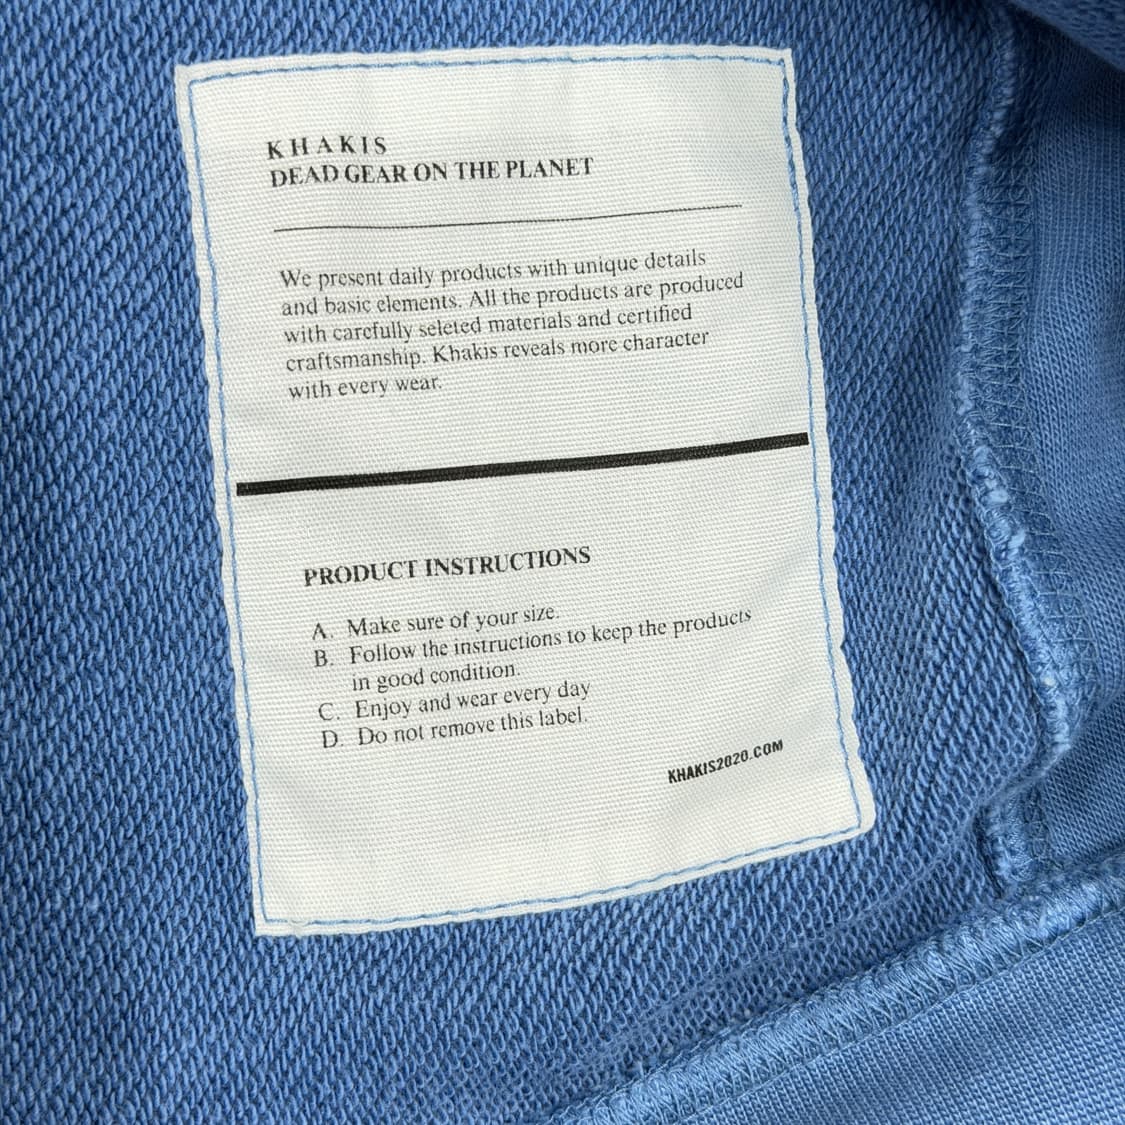 KHAKIS
DEAD GEAR ON THE PLANET
We present daily products with unique details
and basic elements. All the products are produced
with carefully seleted materials and certified
craftsmanship. Khakis reveals more character
with every wear.
PRODUCT INSTRUCTIONS
A. Make sure of your size.
B. Follow the instructions to keep the products
in good condition.
C. Enjoy and wear every day
D. Do not remove this label.
KHAKIS2020.COM